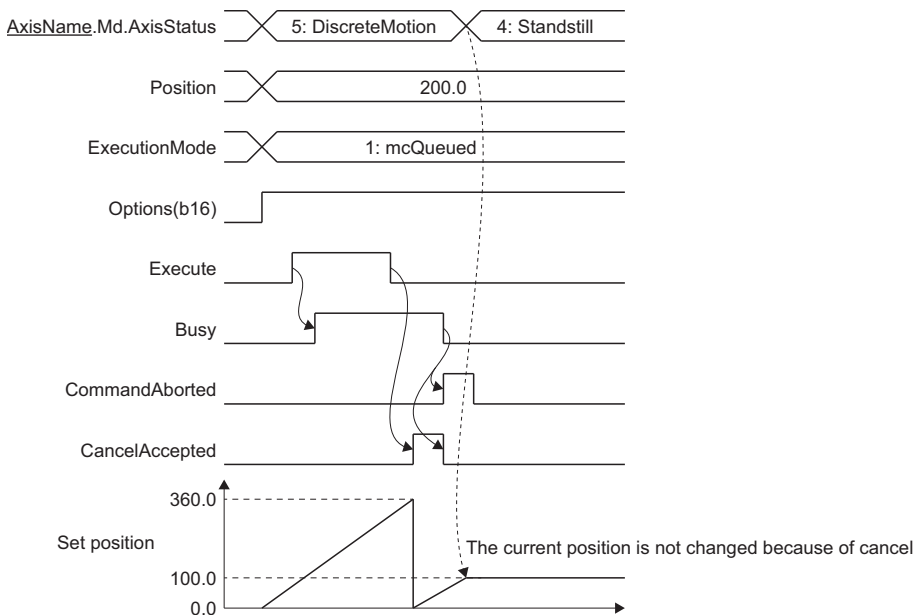 AxisName.Md.AxisStatus 5: DiscreteMotion 4: Standstill
Position 200.0
ExecutionMode 1: mcQueued
Options(b16)
Execute
Busy
CommandAborted
CancelAccepted
360.0
Set position The current position is not changed because of cancel
100.0
0.0